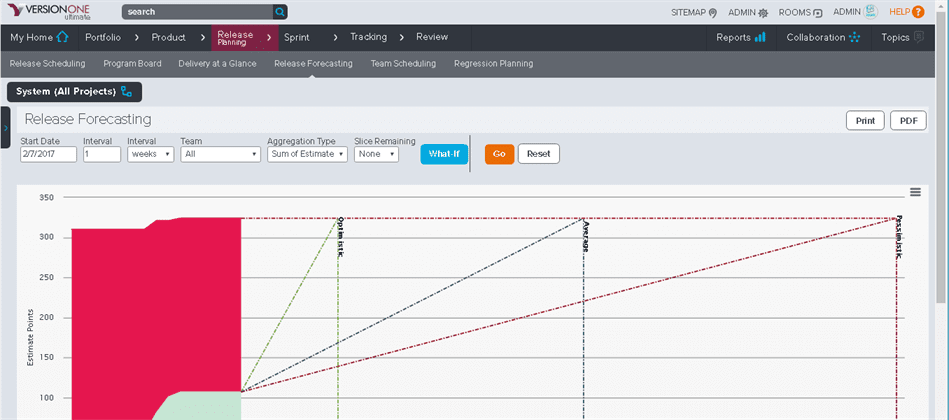 VERSIONONE
ultimate
search
SITEMAP ADMIN ROOMS ADMIN HELP
My Home Portfolio Product Release Planning Sprint Tracking Review Reports Collaboration Topics
Release Scheduling Program Board Delivery at a Glance Release Forecasting Team Scheduling Regression Planning
System (All Projects)
Release Forecasting Print PDF
Start Date Interval Interval Team Aggregation Type Slice Remaining
2/7/2017 1 weeks All Sum of Estimate None What-If Go Reset
350
300
250
200
150
100
Estimate Points
Optimistic
Average
Pessimistic